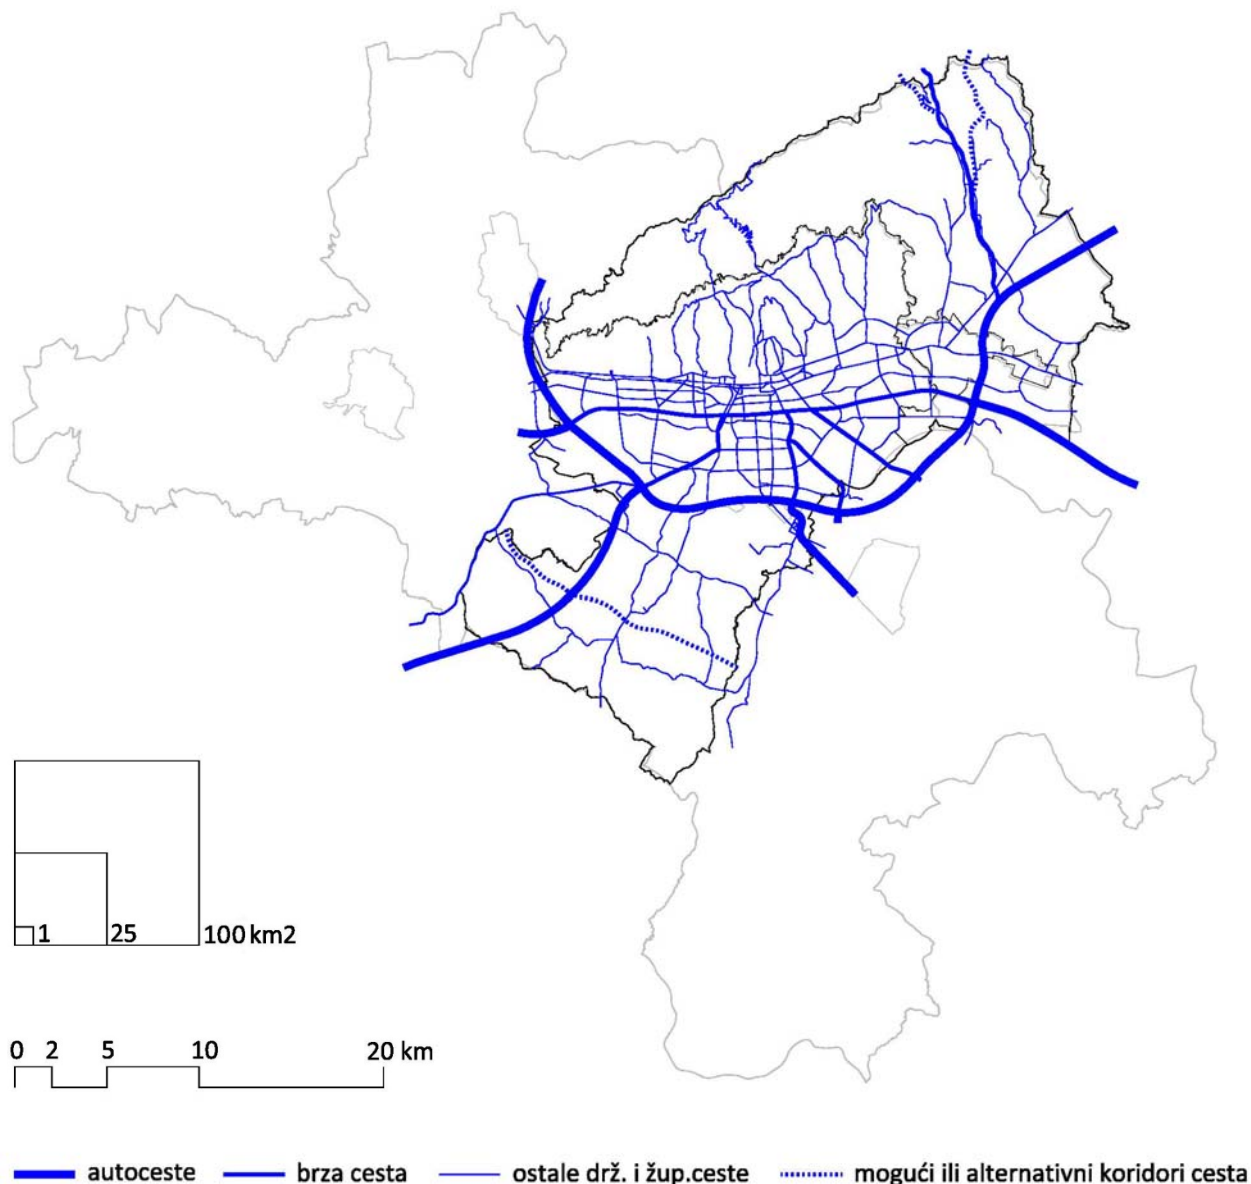 1
25
100 km2
0 2 5 10 20 km
autoceste brza cesta ostale drž. i žup.ceste mogući ili alternativni koridori cesta